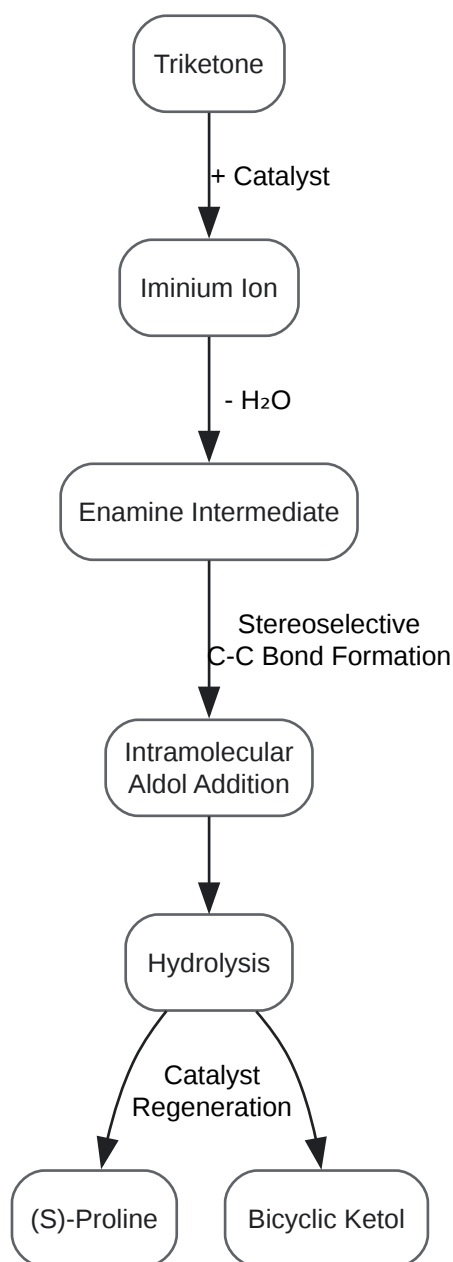 Triketone
+ Catalyst
Iminium Ion
- H₂O
Enamine Intermediate
Stereoselective
C-C Bond Formation
Intramolecular
Aldol Addition
Hydrolysis
Catalyst
Regeneration
(S)-Proline
Bicyclic Ketol